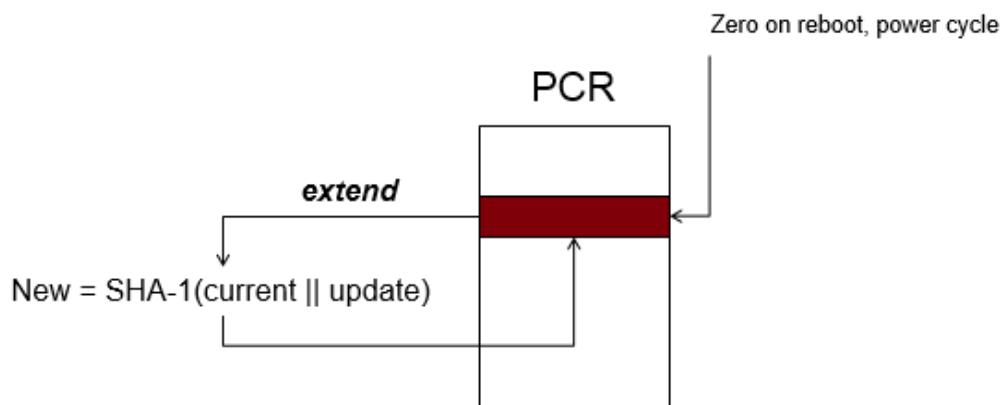 Zero on reboot, power cycle
PCR
extend
New = SHA-1(current || update)